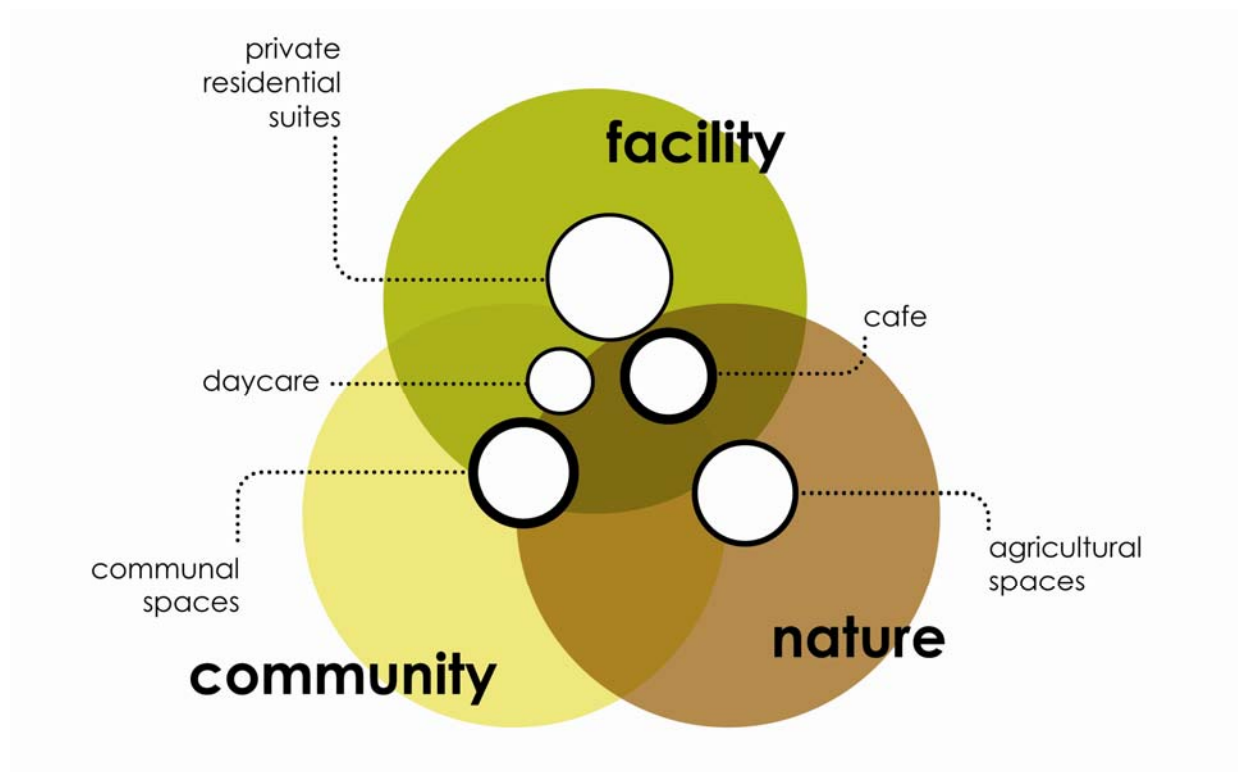 private
residential
suites
facility
cafe
daycare
communal
spaces
agricultural
spaces
nature
community